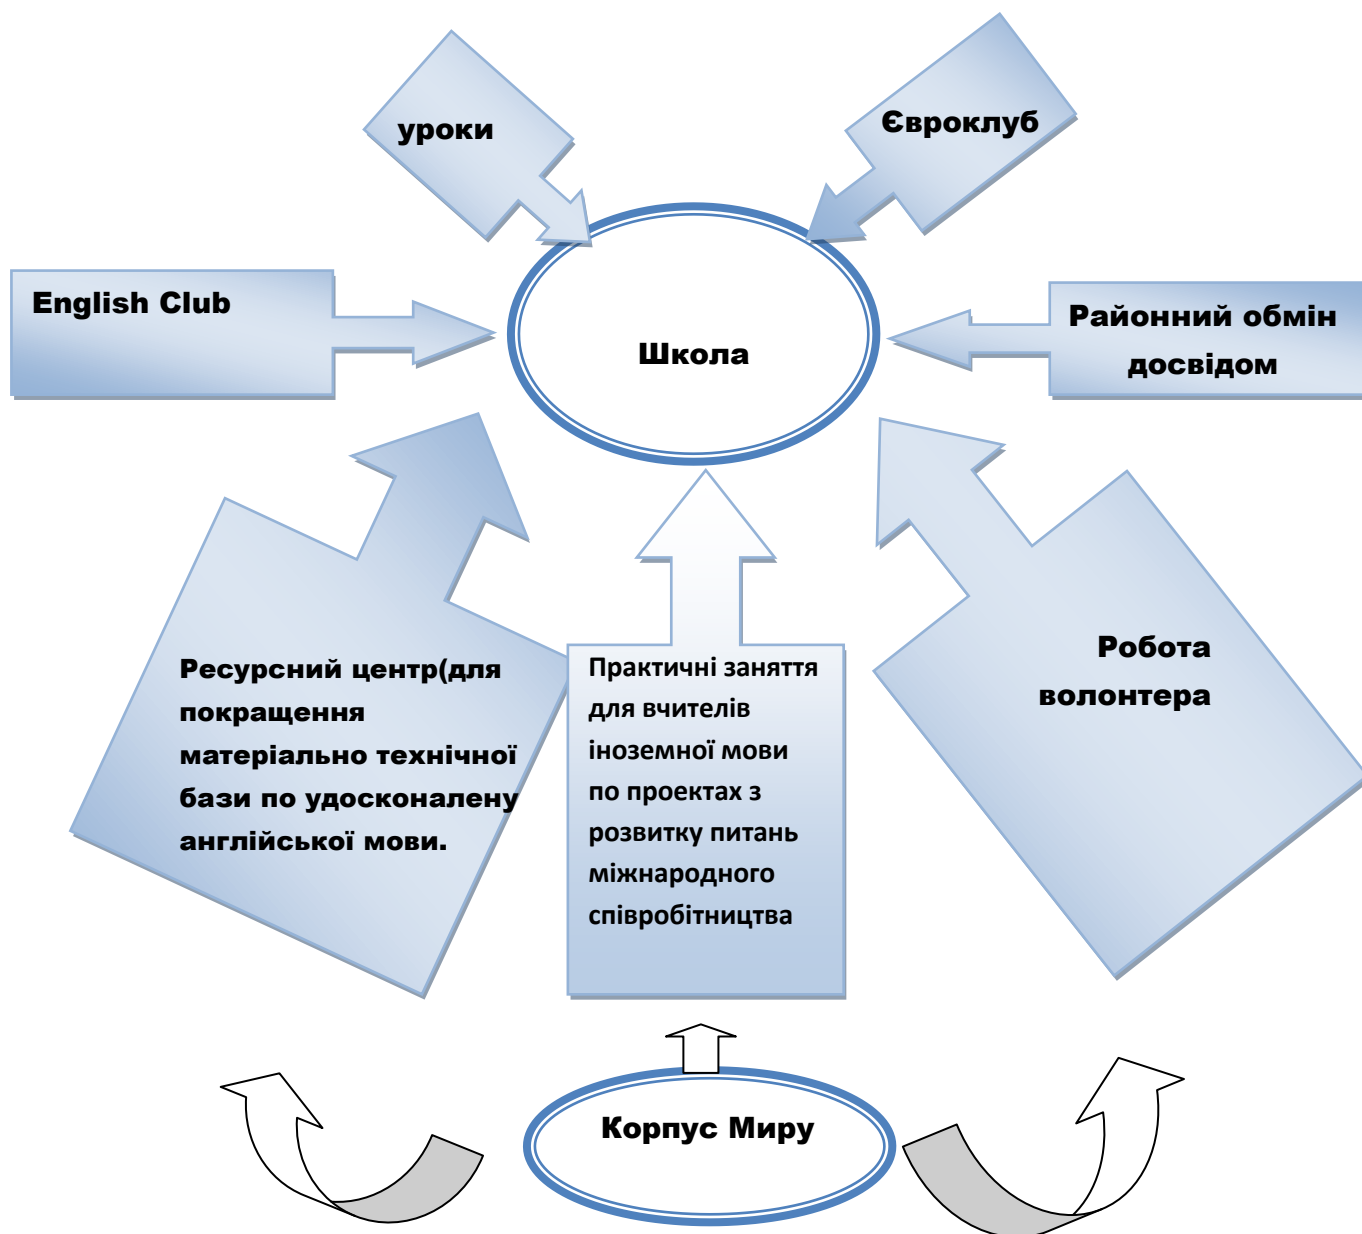 уроки
Євроклуб
English Club
Районний обмін
досвідом
Школа
Ресурсний центр(для
покращення
матеріально технічної
бази по удосконалену
англійської мови.
Практичні заняття
для вчителів
іноземної мови
по проектах з
розвитку питань
міжнародного
співробітництва
Робота
волонтера
Корпус Миру